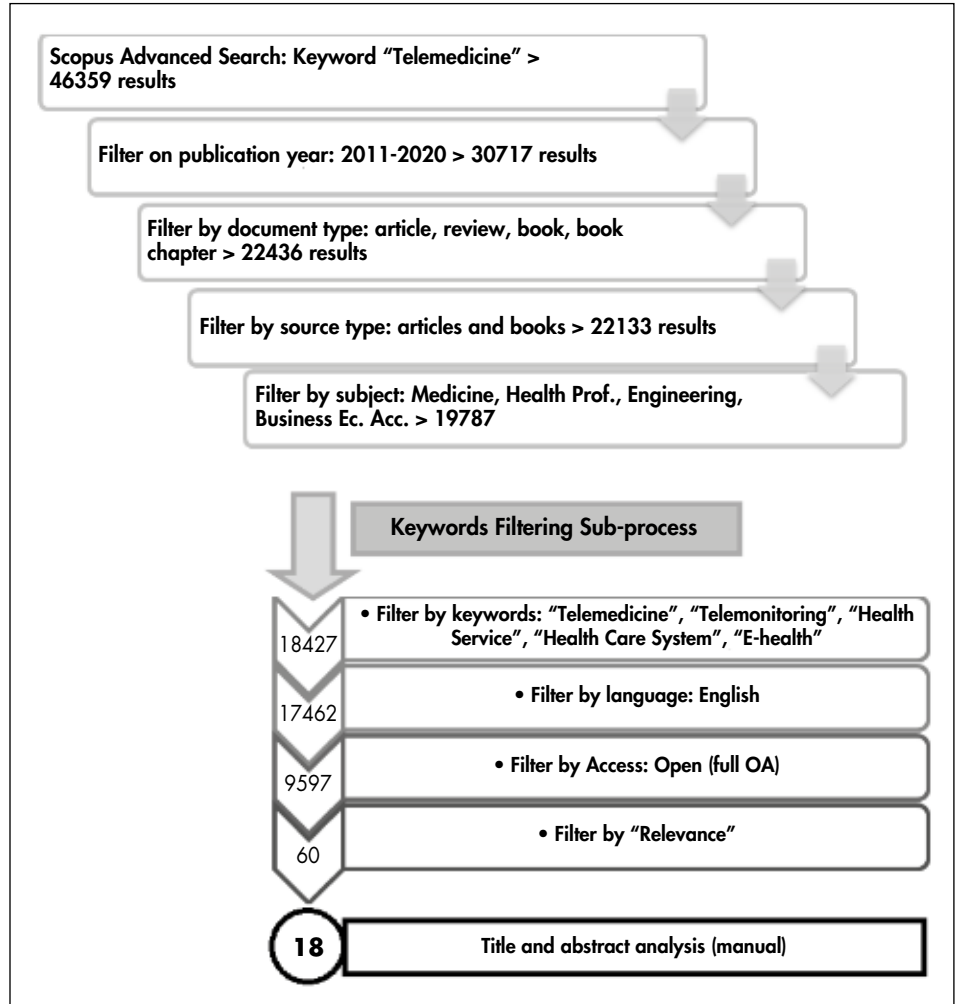 Scopus Advanced Search: Keyword “Telemedicine” >
46359 results
Filter on publication year: 2011-2020 > 30717 results
Filter by document type: article, review, book, book
chapter > 22436 results
Filter by source type: articles and books > 22133 results
Filter by subject: Medicine, Health Prof., Engineering,
Business Ec. Acc. > 19787
Keywords Filtering Sub-process
• Filter by keywords: “Telemedicine”, “Telemonitoring”, “Health
Service”, “Health Care System”, “E-health”
18427
• Filter by language: English
17462
• Filter by Access: Open (full OA)
9597
• Filter by “Relevance”
60
18
Title and abstract analysis (manual)